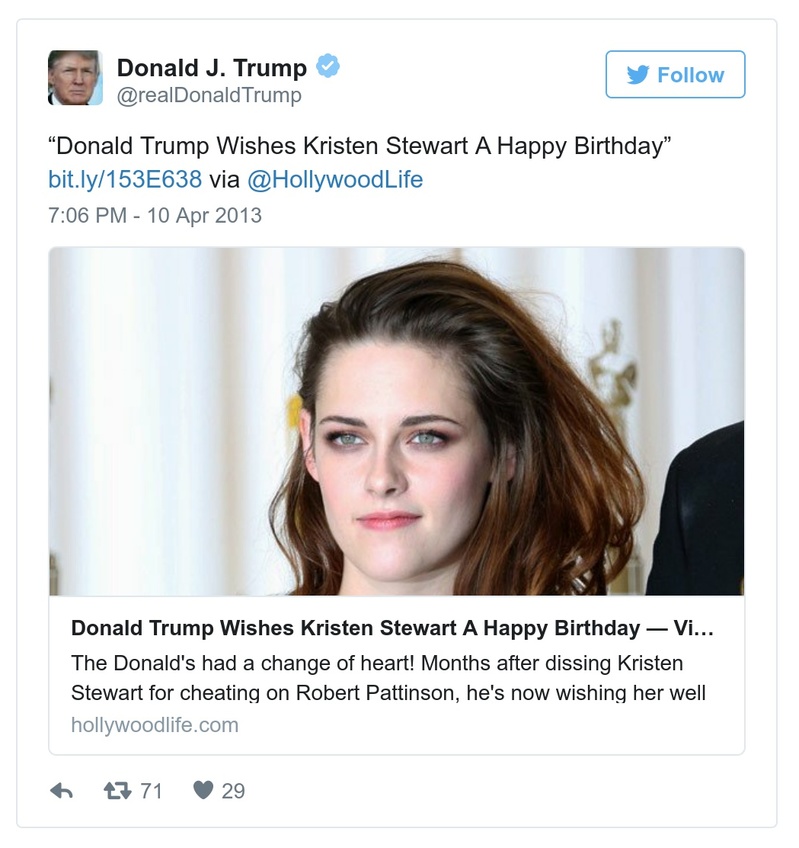 Donald J. Trump
@realDonaldTrump
Follow
“Donald Trump Wishes Kristen Stewart A Happy Birthday”
bit.ly/153E638 via @HollywoodLife
7:06 PM - 10 Apr 2013
Donald Trump Wishes Kristen Stewart A Happy Birthday — Vi…
The Donald's had a change of heart! Months after dissing Kristen
Stewart for cheating on Robert Pattinson, he's now wishing her well
hollywoodlife.com
71
29